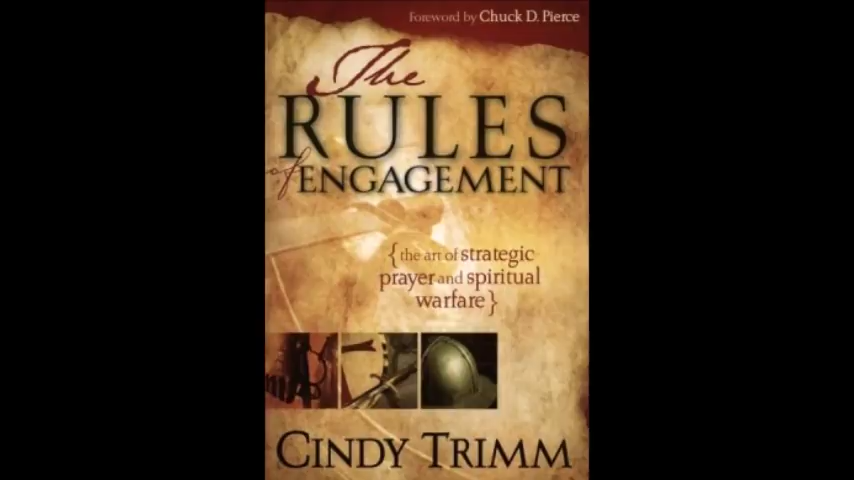 Foreword by Chuck D. Pierce
The
RULES
of ENGAGEMENT
{the art of strategic
prayer and spiritual
warfare}
CINDY TRIMM